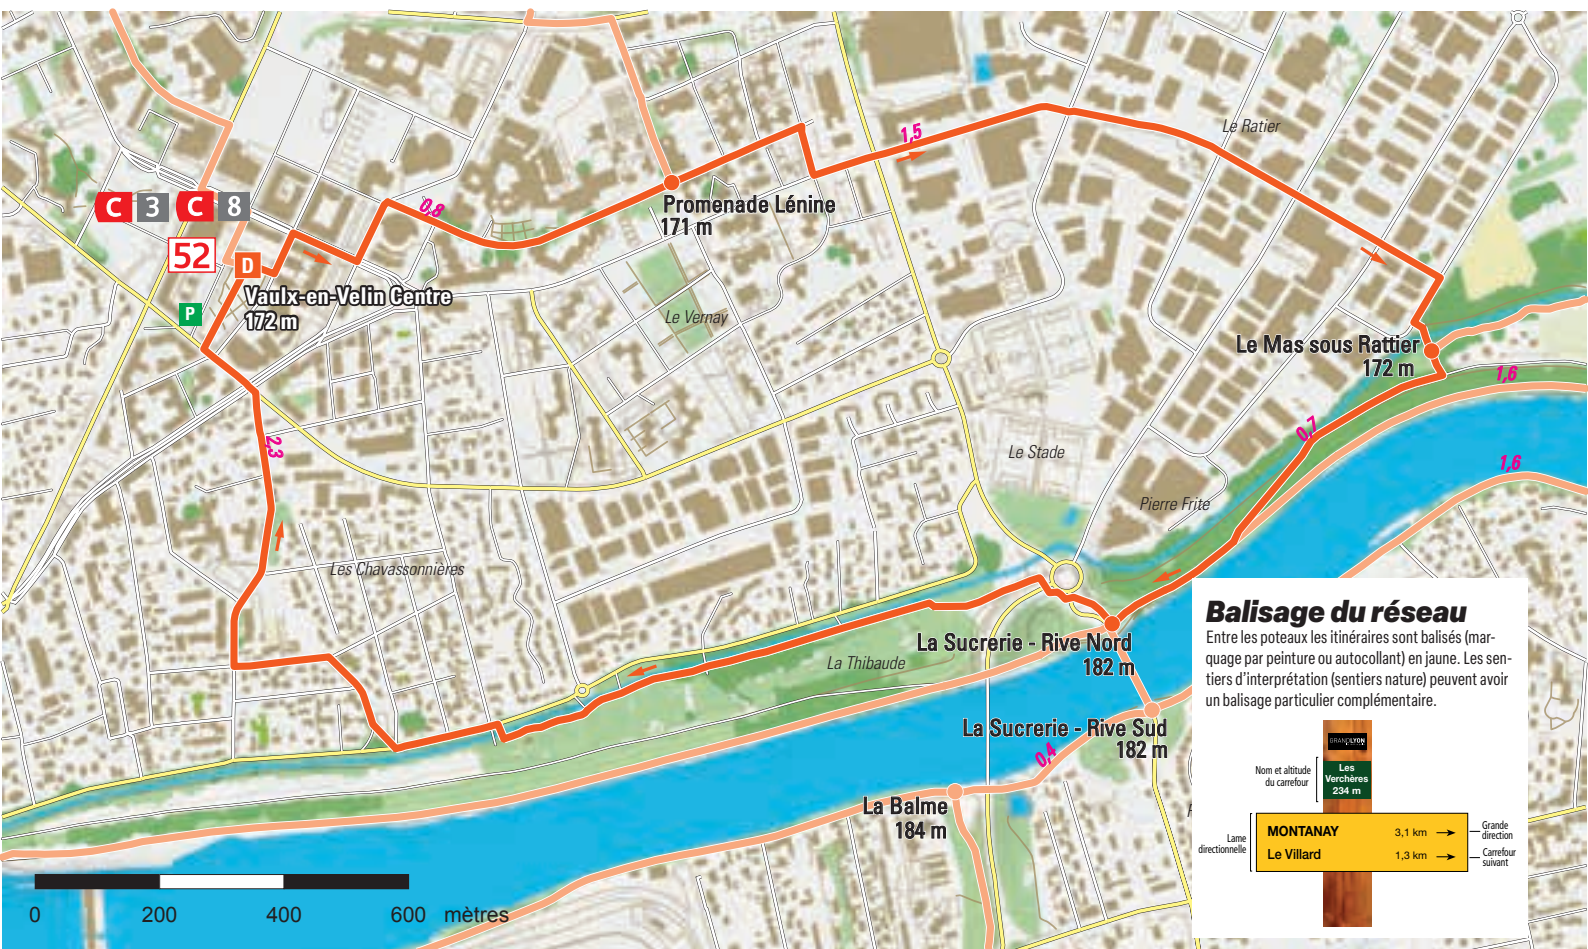 C 3 C 8
52
D
P
Vaulx-en-Velin Centre
172 m
0,8
Promenade Lénine
171 m
1,5
Le Ratier
Le Vernay
Le Mas sous Rattier
172 m
1,6
0,7
1,6
2,3
Le Stade
Pierre Frite
Les Chavassonnières
La Thibaude
La Sucrerie - Rive Nord
182 m
La Sucrerie - Rive Sud
182 m
0,4
La Balme
184 m
0 200 400 600 mètres
Balisage du réseau
Entre les poteaux les itinéraires sont balisés (mar-
quage par peinture ou autocollant) en jaune. Les sen-
tiers d'interprétation (sentiers nature) peuvent avoir
un balisage particulier complémentaire.
GRANDLYON
Nom et altitude
du carrefour
Les
Verchères
234 m
Lame
directionnelle
MONTANAY 3,1 km
Le Villard 1,3 km
Grande
direction
Carrefour
suivant